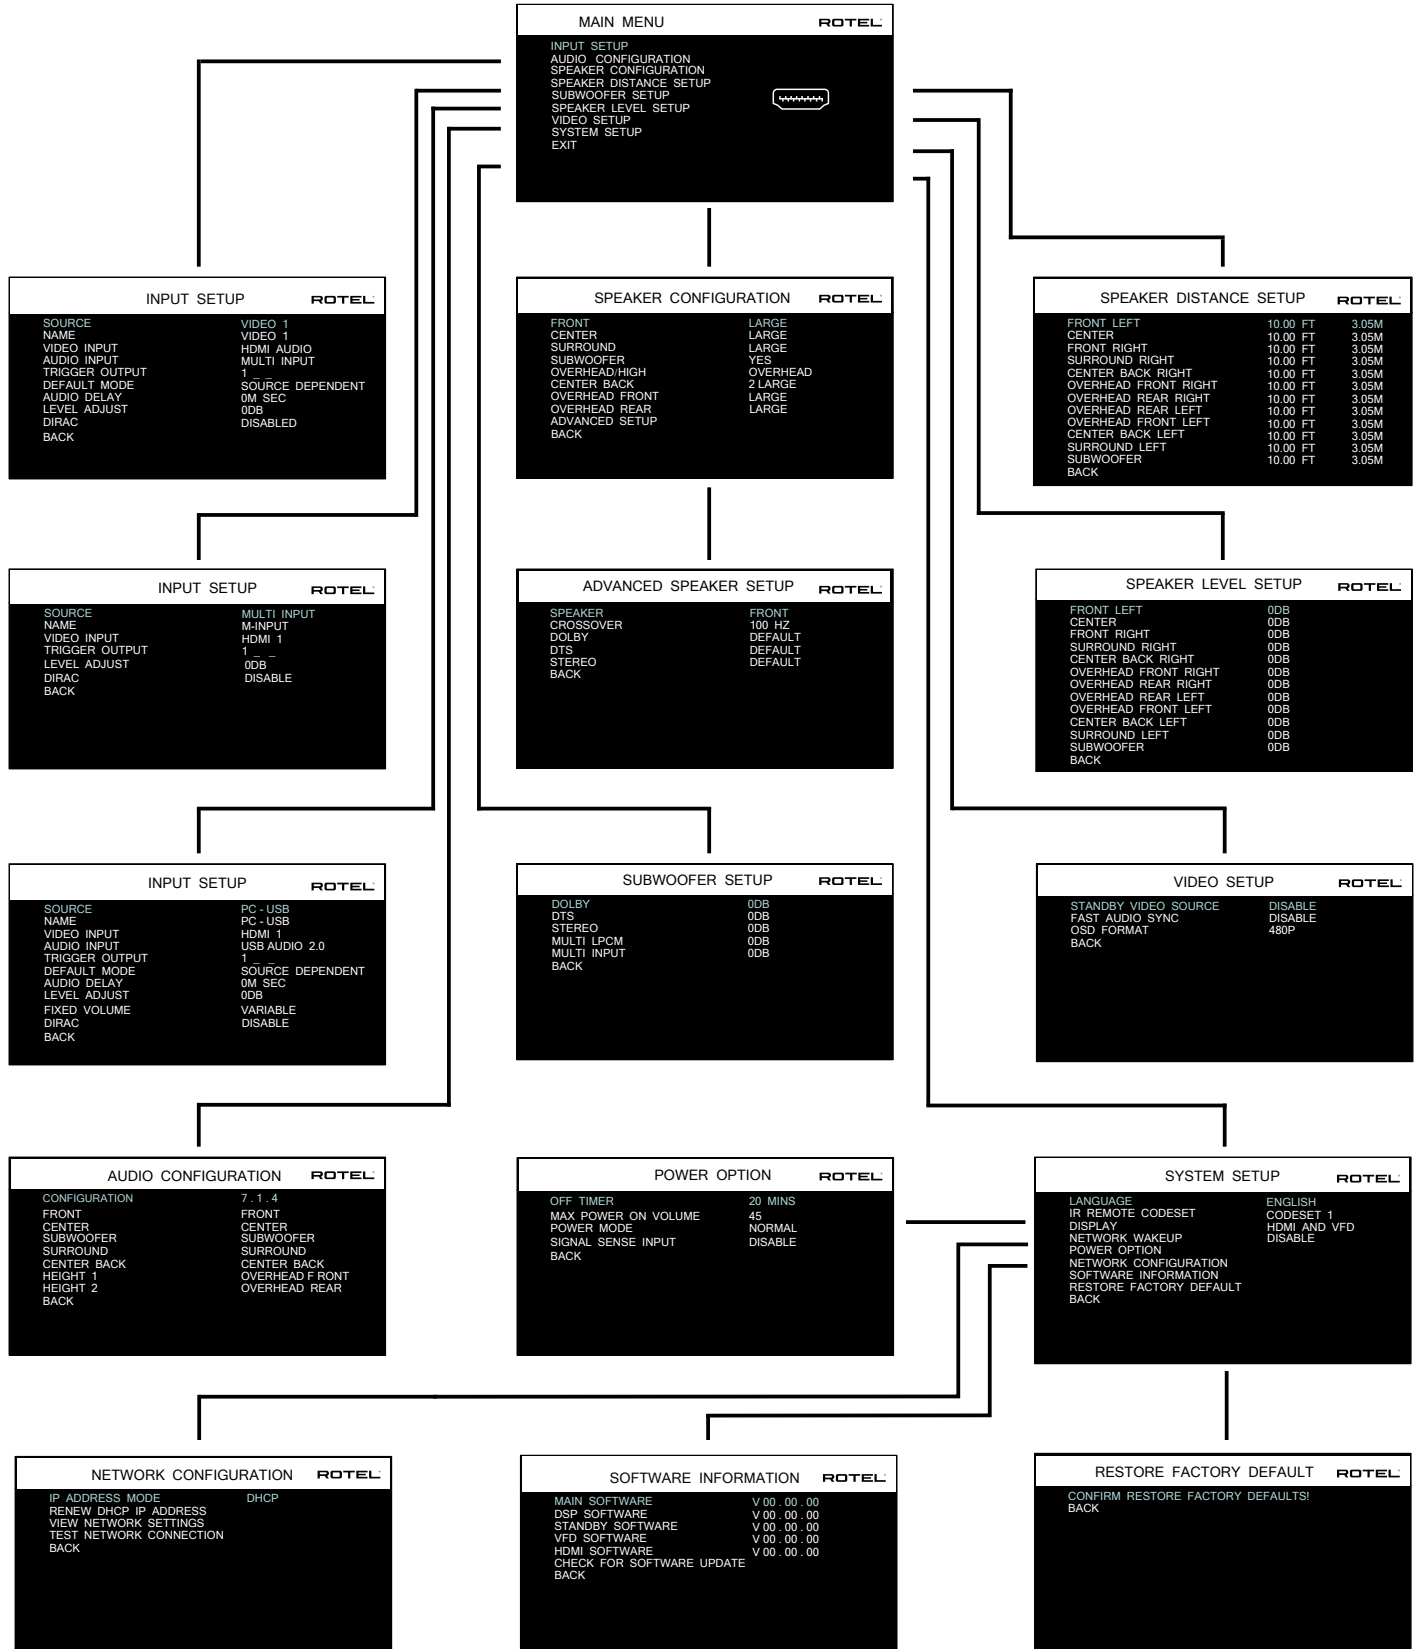 MAIN MENU ROTEL
INPUT SETUP
AUDIO CONFIGURATION
SPEAKER CONFIGURATION
SPEAKER DISTANCE SETUP
SUBWOOFER SETUP
SPEAKER LEVEL SETUP
VIDEO SETUP
SYSTEM SETUP
EXIT
INPUT SETUP ROTEL
SOURCE VIDEO 1
NAME VIDEO 1
VIDEO INPUT HDMI AUDIO
AUDIO INPUT MULTI INPUT
TRIGGER OUTPUT 1 _ _
DEFAULT MODE SOURCE DEPENDENT
AUDIO DELAY 0M SEC
LEVEL ADJUST 0DB
DIRAC DISABLED
BACK
SPEAKER CONFIGURATION ROTEL
FRONT LARGE
CENTER LARGE
SURROUND LARGE
SUBWOOFER YES
OVERHEAD/HIGH OVERHEAD
CENTER BACK 2 LARGE
OVERHEAD FRONT LARGE
OVERHEAD REAR LARGE
ADVANCED SETUP
BACK
SPEAKER DISTANCE SETUP ROTEL
FRONT LEFT 10.00 FT 3.05M
CENTER 10.00 FT 3.05M
FRONT RIGHT 10.00 FT 3.05M
SURROUND RIGHT 10.00 FT 3.05M
CENTER BACK RIGHT 10.00 FT 3.05M
OVERHEAD FRONT RIGHT 10.00 FT 3.05M
OVERHEAD REAR RIGHT 10.00 FT 3.05M
OVERHEAD REAR LEFT 10.00 FT 3.05M
OVERHEAD FRONT LEFT 10.00 FT 3.05M
CENTER BACK LEFT 10.00 FT 3.05M
SURROUND LEFT 10.00 FT 3.05M
SUBWOOFER 10.00 FT 3.05M
BACK
INPUT SETUP ROTEL
SOURCE MULTI INPUT
NAME M-INPUT
VIDEO INPUT HDMI 1
TRIGGER OUTPUT 1 _ _
LEVEL ADJUST 0DB
DIRAC DISABLE
BACK
ADVANCED SPEAKER SETUP ROTEL
SPEAKER FRONT
CROSSOVER 100 HZ
DOLBY DEFAULT
DTS DEFAULT
STEREO DEFAULT
BACK
SPEAKER LEVEL SETUP ROTEL
FRONT LEFT 0DB
CENTER 0DB
FRONT RIGHT 0DB
SURROUND RIGHT 0DB
CENTER BACK RIGHT 0DB
OVERHEAD FRONT RIGHT 0DB
OVERHEAD REAR RIGHT 0DB
OVERHEAD REAR LEFT 0DB
OVERHEAD FRONT LEFT 0DB
CENTER BACK LEFT 0DB
SURROUND LEFT 0DB
SUBWOOFER 0DB
BACK
INPUT SETUP ROTEL
SOURCE PC - USB
NAME PC - USB
VIDEO INPUT HDMI 1
AUDIO INPUT USB AUDIO 2.0
TRIGGER OUTPUT 1 _ _
DEFAULT MODE SOURCE DEPENDENT
AUDIO DELAY 0M SEC
LEVEL ADJUST 0DB
FIXED VOLUME VARIABLE
DIRAC DISABLE
BACK
SUBWOOFER SETUP ROTEL
DOLBY 0DB
DTS 0DB
STEREO 0DB
MULTI LPCM 0DB
MULTI INPUT 0DB
BACK
VIDEO SETUP ROTEL
STANDBY VIDEO SOURCE DISABLE
FAST AUDIO SYNC DISABLE
OSD FORMAT 480P
BACK
AUDIO CONFIGURATION ROTEL
CONFIGURATION 7 . 1 . 4
FRONT FRONT
CENTER CENTER
SUBWOOFER SUBWOOFER
SURROUND SURROUND
CENTER BACK CENTER BACK
HEIGHT 1 OVERHEAD F RONT
HEIGHT 2 OVERHEAD REAR
BACK
POWER OPTION ROTEL
OFF TIMER 20 MINS
MAX POWER ON VOLUME 45
POWER MODE NORMAL
SIGNAL SENSE INPUT DISABLE
BACK
SYSTEM SETUP ROTEL
LANGUAGE ENGLISH
IR REMOTE CODESET CODESET 1
DISPLAY HDMI AND VFD
NETWORK WAKEUP DISABLE
POWER OPTION
NETWORK CONFIGURATION
SOFTWARE INFORMATION
RESTORE FACTORY DEFAULT
BACK
NETWORK CONFIGURATION ROTEL
IP ADDRESS MODE DHCP
RENEW DHCP IP ADDRESS
VIEW NETWORK SETTINGS
TEST NETWORK CONNECTION
BACK
SOFTWARE INFORMATION ROTEL
MAIN SOFTWARE V 00 . 00 . 00
DSP SOFTWARE V 00 . 00 . 00
STANDBY SOFTWARE V 00 . 00 . 00
VFD SOFTWARE V 00 . 00 . 00
HDMI SOFTWARE V 00 . 00 . 00
CHECK FOR SOFTWARE UPDATE
BACK
RESTORE FACTORY DEFAULT ROTEL
CONFIRM RESTORE FACTORY DEFAULTS!
BACK